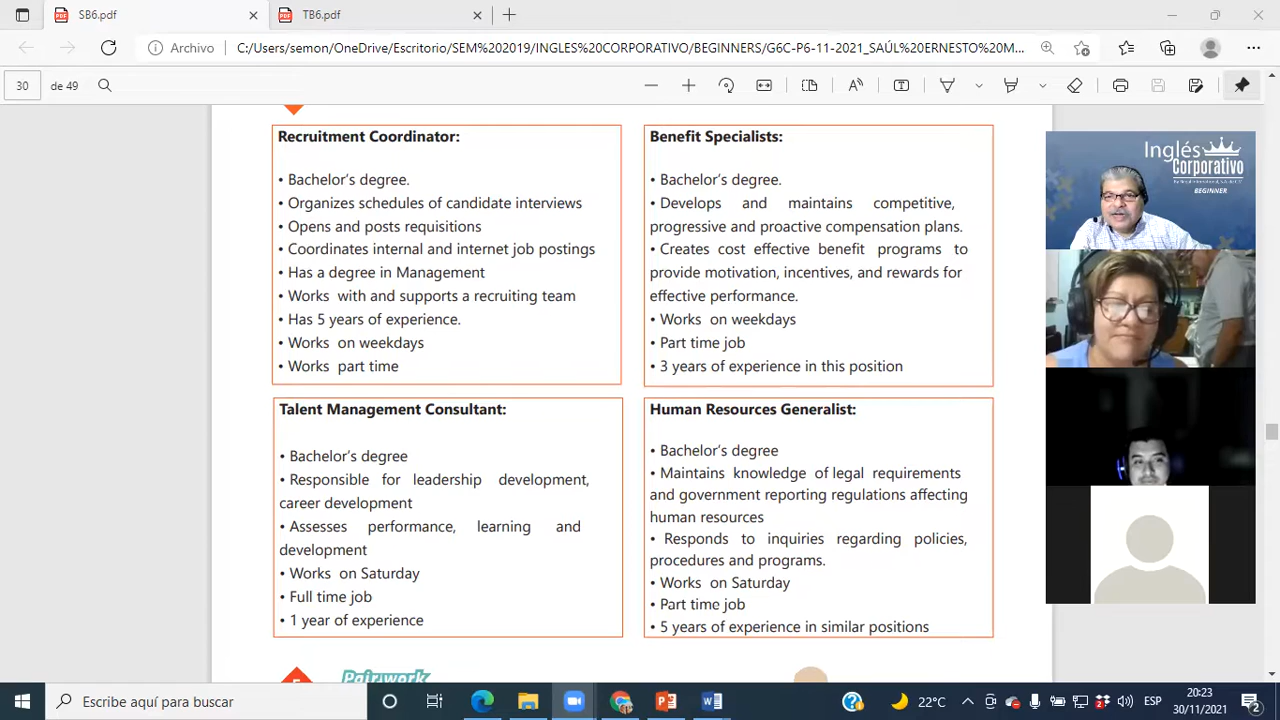 SB6.pdf
TB6.pdf
Archivo
C:/Users/semon/OneDrive/Escritorio/SEM%202019/INGLES%20CORPORATIVO/BEGINNERS/G6C-P6-11-2021_SAÚL%20ERNESTO%20M...
30
de 49
Recruitment Coordinator:
• Bachelor's degree.
• Organizes schedules of candidate interviews
• Opens and posts requisitions
• Coordinates internal and internet job postings
• Has a degree in Management
• Works with and supports a recruiting team
• Has 5 years of experience.
• Works on weekdays
• Works part time
Benefit Specialists:
• Bachelor's degree.
• Develops and maintains competitive,
progressive and proactive compensation plans.
• Creates cost effective benefit programs to
provide motivation, incentives, and rewards for
effective performance.
• Works on weekdays
• Part time job
• 3 years of experience in this position
Talent Management Consultant:
• Bachelor's degree
• Responsible for leadership development,
career development
• Assesses performance, learning and
development
• Works on Saturday
• Full time job
• 1 year of experience
Human Resources Generalist:
• Bachelor's degree
• Maintains knowledge of legal requirements
and government reporting regulations affecting
human resources
• Responds to inquiries regarding policies,
procedures and programs.
• Works on Saturday
• Part time job
• 5 years of experience in similar positions
5
Pair work
Inglés
Corporativo
BEGINNER
Escribe aquí para buscar
22°C
ESP
20:23
30/11/2021
2